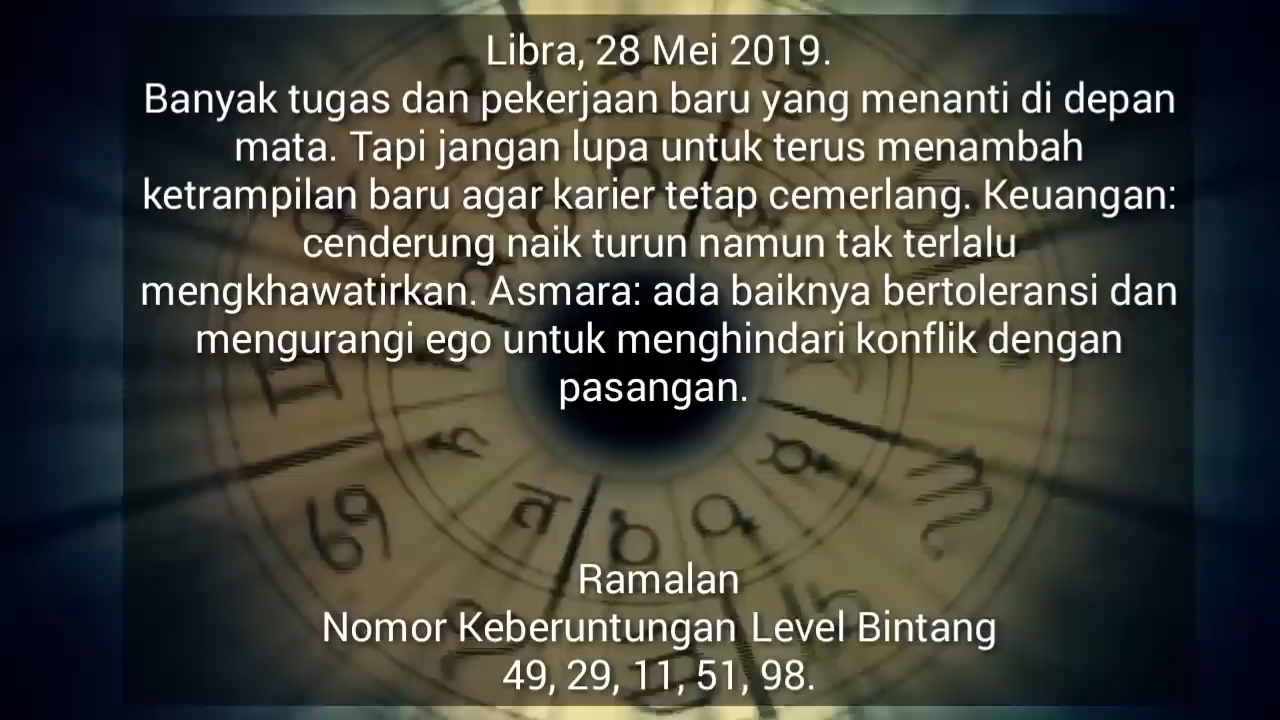 Libra, 28 Mei 2019.
Banyak tugas dan pekerjaan baru yang menanti di depan
mata. Tapi jangan lupa untuk terus menambah
ketrampilan baru agar karier tetap cemerlang. Keuangan:
cenderung naik turun namun tak terlalu
mengkhawatirkan. Asmara: ada baiknya bertoleransi dan
mengurangi ego untuk menghindari konflik dengan
pasangan.
Ramalan
Nomor Keberuntungan Level Bintang
49, 29, 11, 51, 98.